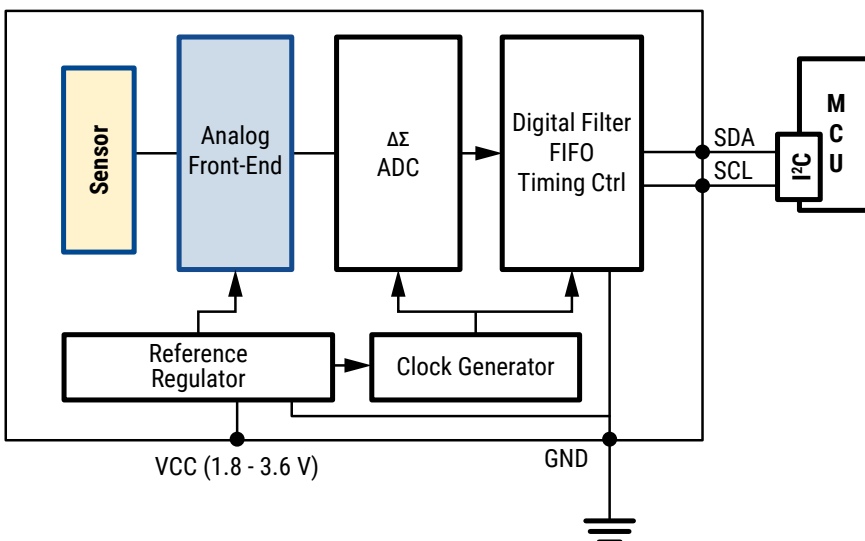 Sensor
Analog
Front-End
ΔΣ
ADC
Digital Filter
FIFO
Timing Ctrl
SDA
SCL
I²C
M
C
U
Reference
Regulator
Clock Generator
VCC (1.8 - 3.6 V)
GND